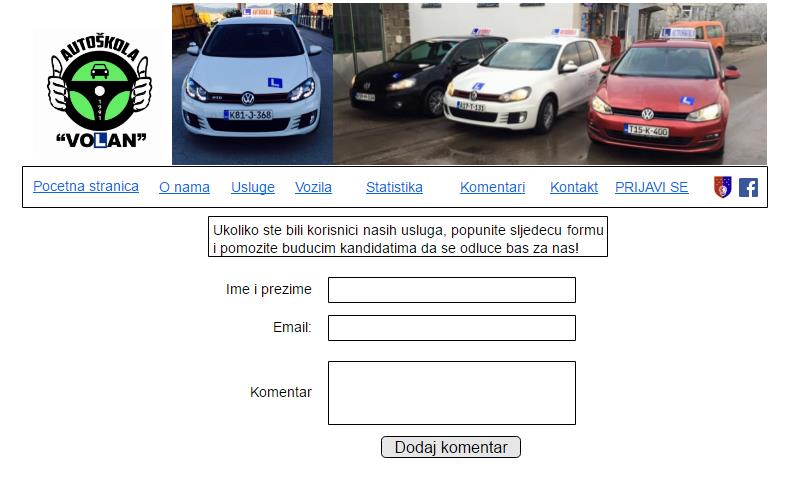 AUTOŠKOLA
1991
"VOLAN"
L
K81-J-368
L
A17-T-131
AUTOŠKOLA
L
T15-K-400
Pocetna stranica O nama Usluge Vozila Statistika Komentari Kontakt PRIJAVI SE
Ukoliko ste bili korisnici nasih usluga, popunite sljedecu formu
i pomozite buducim kandidatima da se odluce bas za nas!
Ime i prezime
Email:
Komentar
Dodaj komentar